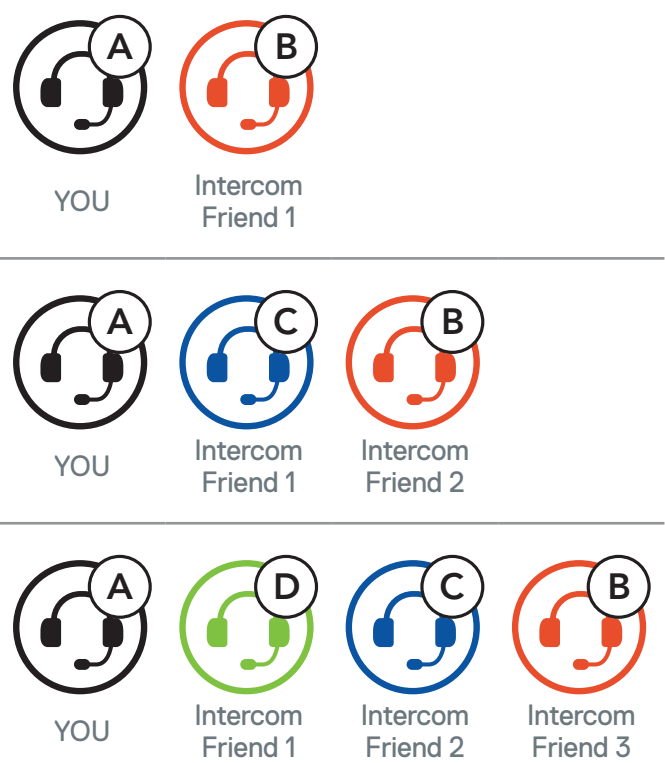 A B
YOU Intercom
Friend 1
A C B
YOU Intercom Intercom
Friend 1 Friend 2
A D C B
YOU Intercom Intercom Intercom
Friend 1 Friend 2 Friend 3